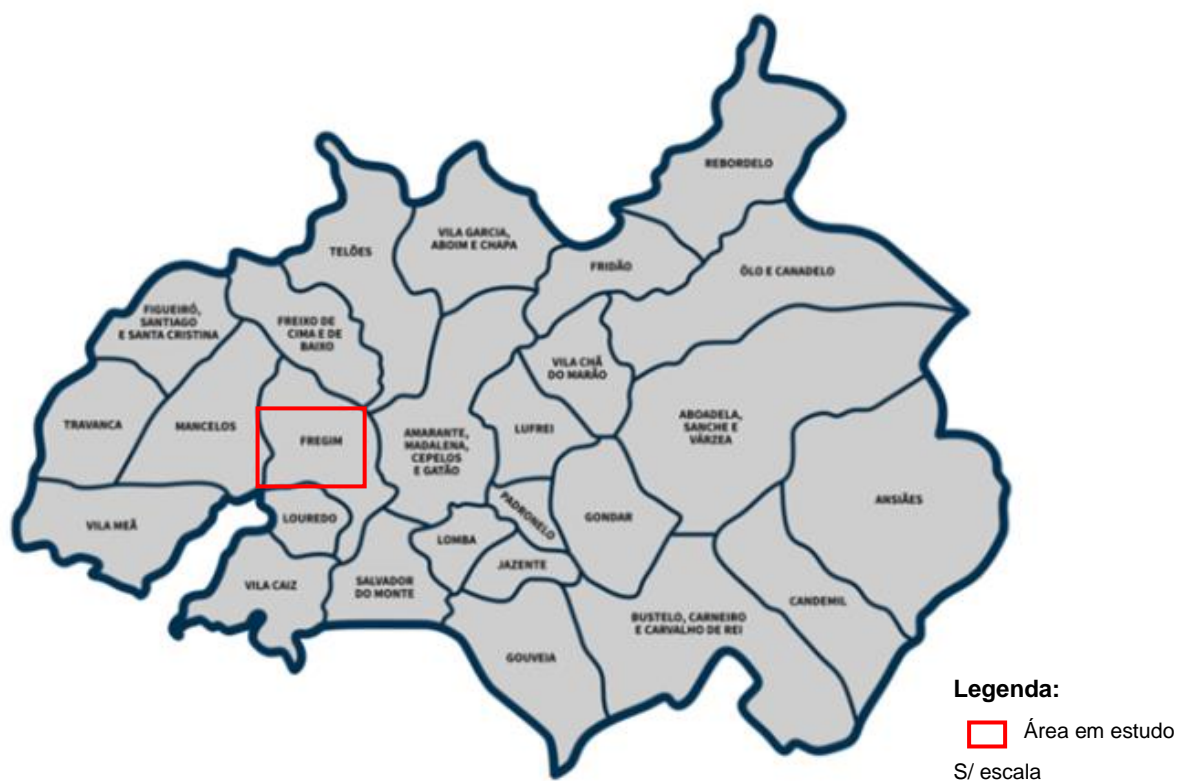 REBORDELO
VILA GARCIA,
ABOIM E CHAPA
TELÕES
FRIDÃO
ÔLO E CANADELO
FIGUEIRÓ,
SANTIAGO
E SANTA CRISTINA
FREIXO DE
CIMA E DE
BAIXO
VILA CHÃ
DO MARÃO
ABOADELA,
SANCHE E
VÁRZEA
TRAVANCA
MANCELOS
FREGIM
AMARANTE,
MADALENA,
CEPELOS
E GATÃO
LUFREI
ANSIÃES
VILA MEÃ
LOUREDO
PADRONELO
GONDAR
LOMBA
JAZENTE
VILA CAIZ
SALVADOR
DO MONTE
CANDEMIL
BUSTELO, CARNEIRO
E CARVALHO DE REI
GOUVEIA
Legenda:
Área em estudo
S/ escala